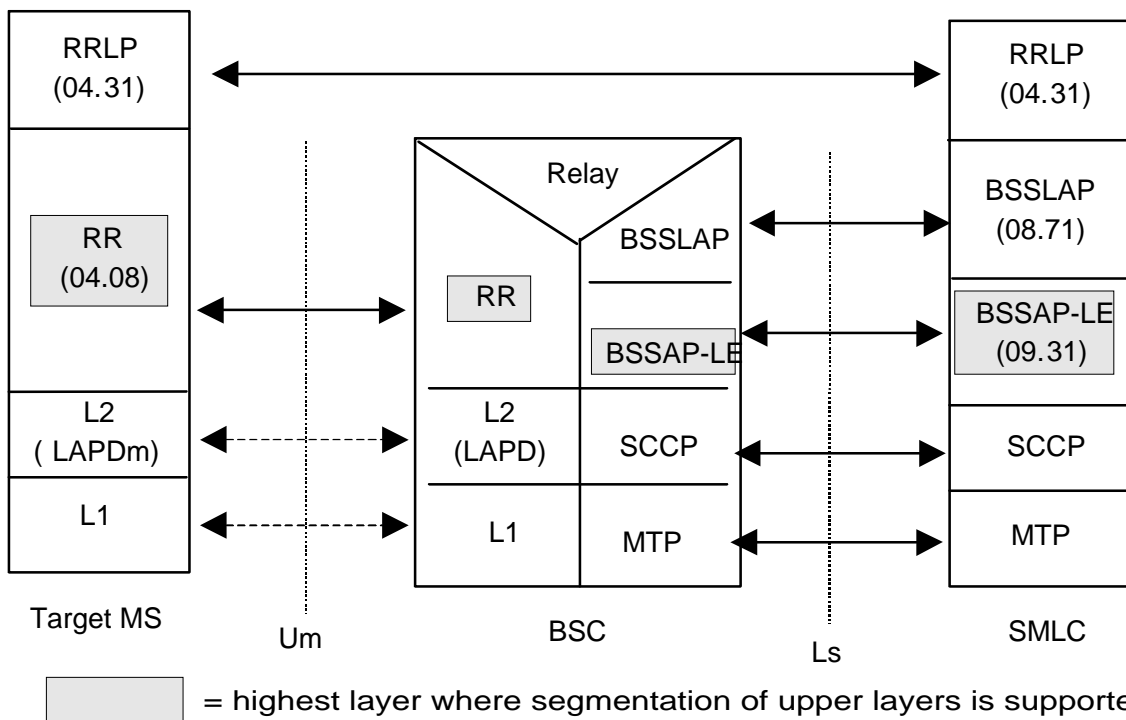 RRLP
(04.31)
RR
(04.08)
L2
( LAPDm)
L1
Target MS
Um
Relay
RR
BSSLAP
BSSAP-LE
L2
(LAPD)
SCCP
L1
MTP
BSC
Ls
RRLP
(04.31)
BSSLAP
(08.71)
BSSAP-LE
(09.31)
SCCP
MTP
SMLC
= highest layer where segmentation of upper layers is supporte